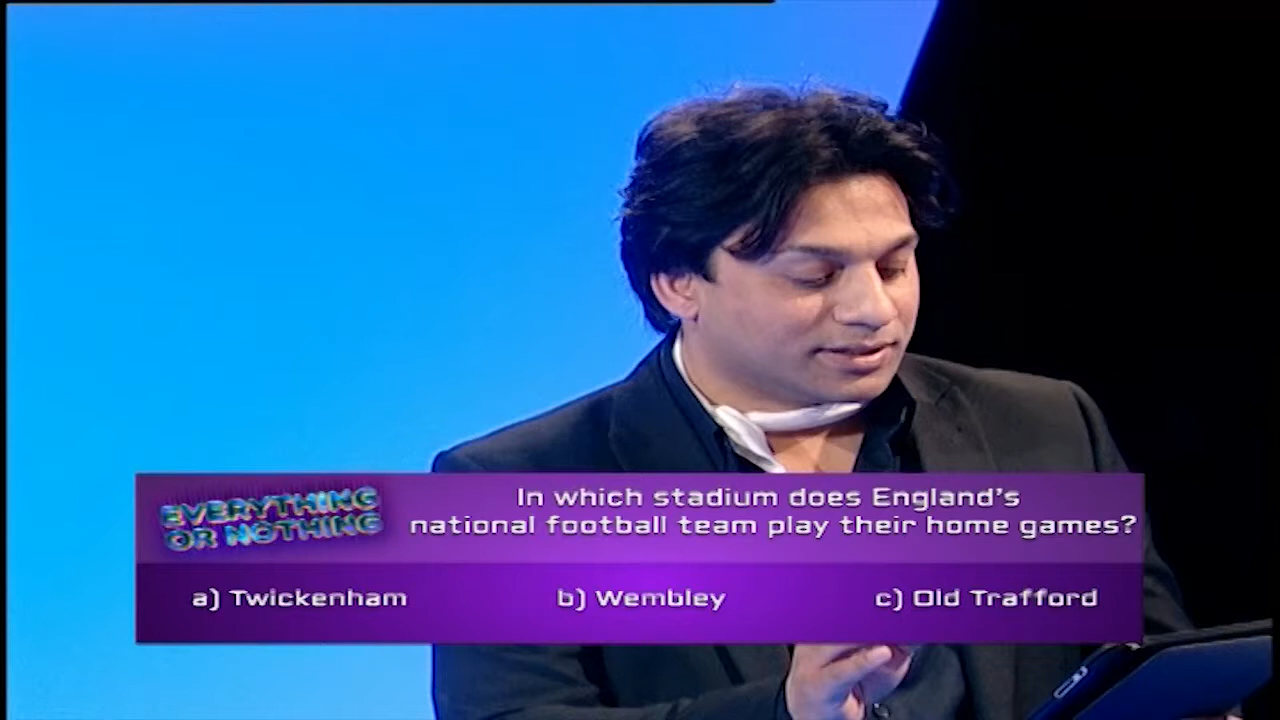 EVERYTHING
OR NOTHING
In which stadium does England's
national football team play their home games?
a) Twickenham
b) Wembley
c) Old Trafford